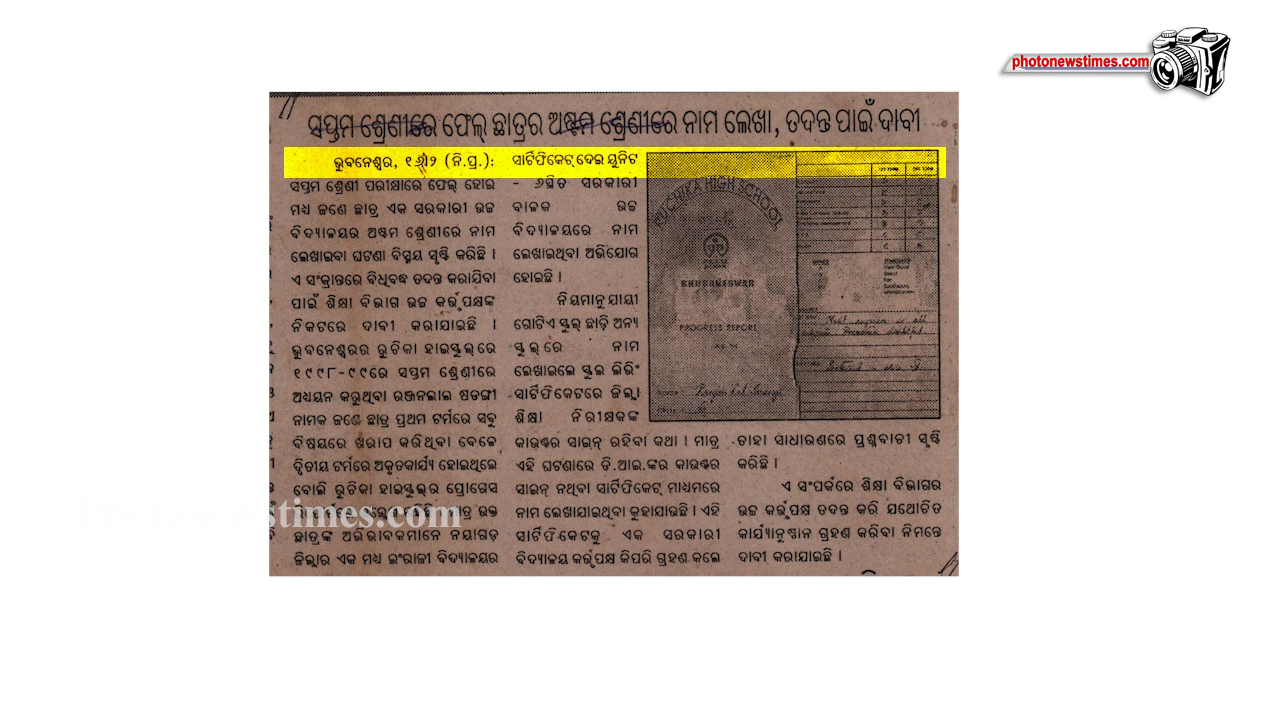 photonewstimes.com
ସପ୍ତମ ଶ୍ରେଣୀରେ ଫେଲ୍ ଛାତ୍ରର ଅଷ୍ଟମ ଶ୍ରେଣୀରେ ନାମ ଲେଖା, ତଦନ୍ତ ପାଇଁ ଦାବୀ
ଭୁବନେଶ୍ୱର, ୧୬।୨ (ନି.ପ୍ର.):
ସପ୍ତମ ଶ୍ରେଣୀ ପରୀକ୍ଷାରେ ଫେଲ୍ ହୋଇ
ମଧ୍ୟ ଜଣେ ଛାତ୍ର ଏକ ସରକାରୀ ଉଚ୍ଚ
ବିଦ୍ୟାଳୟର ଅଷ୍ଟମ ଶ୍ରେଣୀରେ ନାମ
ଲେଖାଇବା ଘଟଣା ବିସ୍ମୟ ସୃଷ୍ଟି କରିଛି ।
ଏ ସଂକ୍ରାନ୍ତରେ ବିଧିବଦ୍ଧ ତଦନ୍ତ କରାଯିବା
ପାଇଁ ଶିକ୍ଷା ବିଭାଗ ଉଚ୍ଚ କର୍ତ୍ତୃପକ୍ଷଙ୍କ
ନିକଟରେ ଦାବୀ କରାଯାଇଛି ।
ଭୁବନେଶ୍ୱରର ରୁଚିକା ହାଇସ୍କୁଲ୍‌ରେ
୧୯୯୮-୯୯ରେ ସପ୍ତମ ଶ୍ରେଣୀରେ
ଅଧ୍ୟୟନ କରୁଥିବା ରଞ୍ଜନଲାଲ ଷଡଙ୍ଗୀ
ନାମକ ଜଣେ ଛାତ୍ର ପ୍ରଥମ ଟର୍ମରେ ସବୁ
ବିଷୟରେ ଖରାପ କରିଥିବା ବେଳେ
ଦ୍ୱିତୀୟ ଟର୍ମରେ ଅକୃତକାର୍ଯ୍ୟ ହୋଇଥିଲେ
ବୋଲି ରୁଚିକା ହାଇସ୍କୁଲ୍‌ର ପ୍ରୋଗ୍ରେସ
Photonewstimes.com ଛାତ୍ର ଉକ୍ତ
ଛାତ୍ରଙ୍କ ଅଭିଭାବକମାନେ ନୟାଗଡ଼
ଜିଲ୍ଲାର ଏକ ମଧ୍ୟ ଇଂରାଜୀ ବିଦ୍ୟାଳୟର
ସାର୍ଟିଫିକେଟ୍ ଦେଇ ୟୁନିଟ
- ୬ସ୍ଥିତ ସରକାରୀ
ବାଳକ ଉଚ୍ଚ
ବିଦ୍ୟାଳୟରେ ନାମ
ଲେଖାଇଥିବା ଅଭିଯୋଗ
ହୋଇଛି ।
ନିୟମାନୁଯାୟୀ
ଗୋଟିଏ ସ୍କୁଲ୍ ଛାଡ଼ି ଅନ୍ୟ
ସ୍କୁଲ୍‌ରେ ନାମ
ଲେଖାଇଲେ ସ୍କୁଲ ଲିଭିଂ
ସାର୍ଟିଫିକେଟରେ ଜିଲ୍ଲା
ଶିକ୍ଷା ନିରୀକ୍ଷକଙ୍କ
କାଉଣ୍ଟର ସାଇନ୍ ରହିବା କଥା । ମାତ୍ର
ଏହି ଘଟଣାରେ ଡି.ଆଇ.ଙ୍କର କାଉଣ୍ଟର
ସାଇନ୍ ନଥିବା ସାର୍ଟିଫିକେଟ୍ ମାଧ୍ୟମରେ
ନାମ ଲେଖାଯାଇଥିବା କୁହାଯାଉଛି । ଏହି
ସାର୍ଟିଫିକେଟକୁ ଏକ ସରକାରୀ
ବିଦ୍ୟାଳୟ କର୍ତ୍ତୃପକ୍ଷ କିପରି ଗ୍ରହଣ କଲେ
RUCHIKA HIGH SCHOOL
BHUBANESWAR
PROGRESS REPORT
ତାହା ସାଧାରଣରେ ପ୍ରଶ୍ନବାଚୀ ସୃଷ୍ଟି
କରିଛି ।
ଏ ସଂପର୍କରେ ଶିକ୍ଷା ବିଭାଗର
ଉଚ୍ଚ କର୍ତ୍ତୃପକ୍ଷ ତଦନ୍ତ କରି ଯଥୋଚିତ
କାର୍ଯ୍ୟାନୁଷ୍ଠାନ ଗ୍ରହଣ କରିବା ନିମନ୍ତେ
ଦାବୀ କରାଯାଇଛି ।